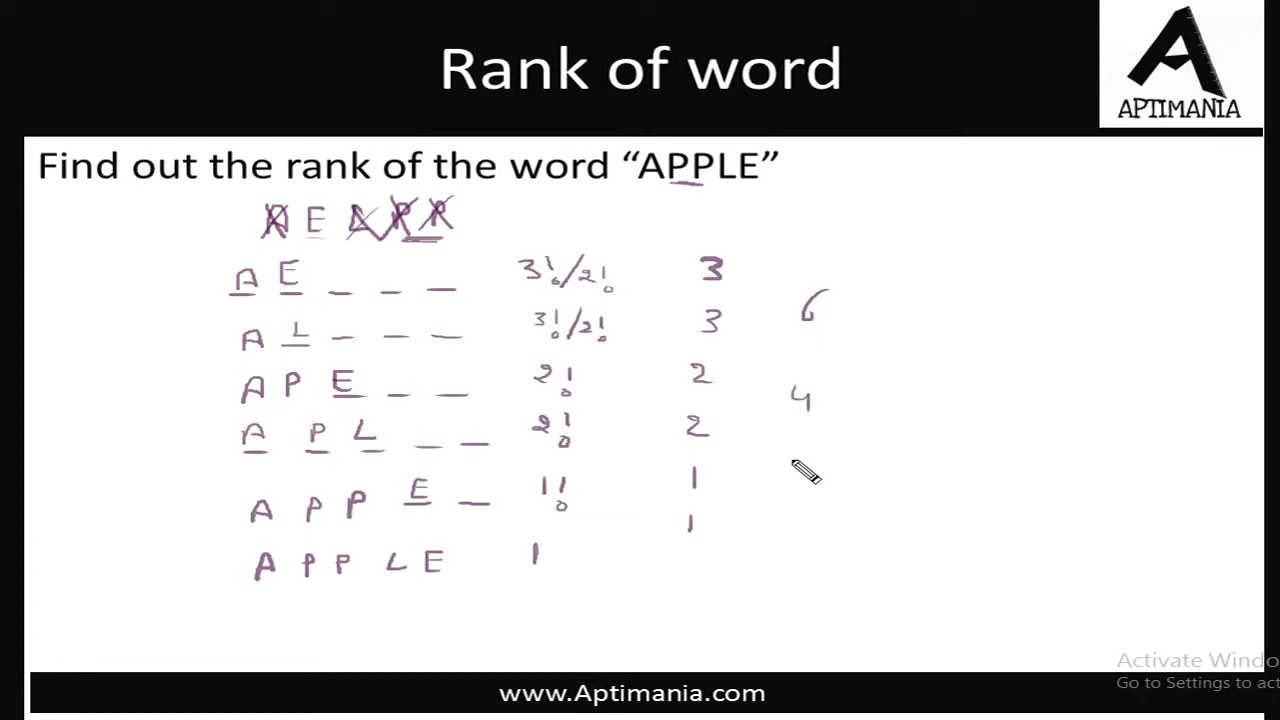 Rank of word
APTIMANIA
Find out the rank of the word “APPLE”
A E L P P
A E _ _ _ 3!/2! 3
A L _ _ _ 3!/2! 3 6
A P E _ _ 2! 2
4
A P L _ _ 2! 2
A P P E _ 1! 1
1
A P P L E 1
www.Aptimania.com
Activate Windo
Go to Settings to act